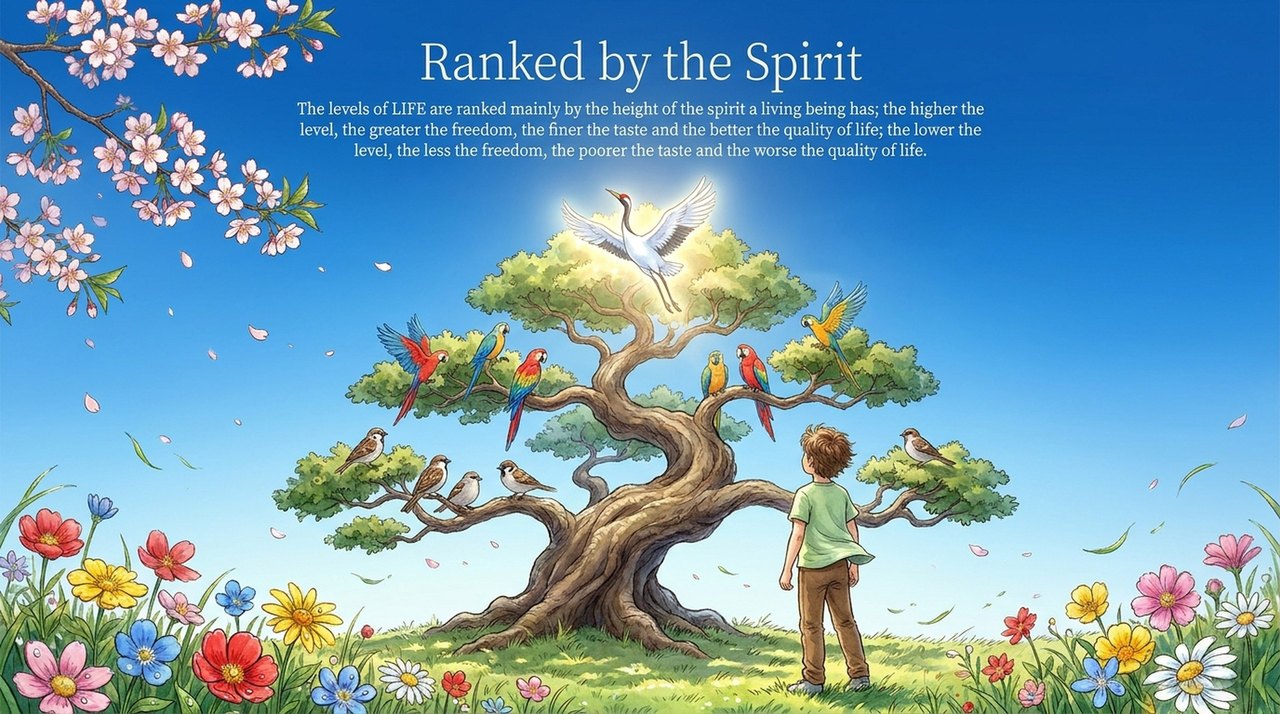 Ranked by the Spirit
The levels of LIFE are ranked mainly by the height of the spirit a living being has; the higher the
level, the greater the freedom, the finer the taste and the better the quality of life; the lower the
level, the less the freedom, the poorer the taste and the worse the quality of life.